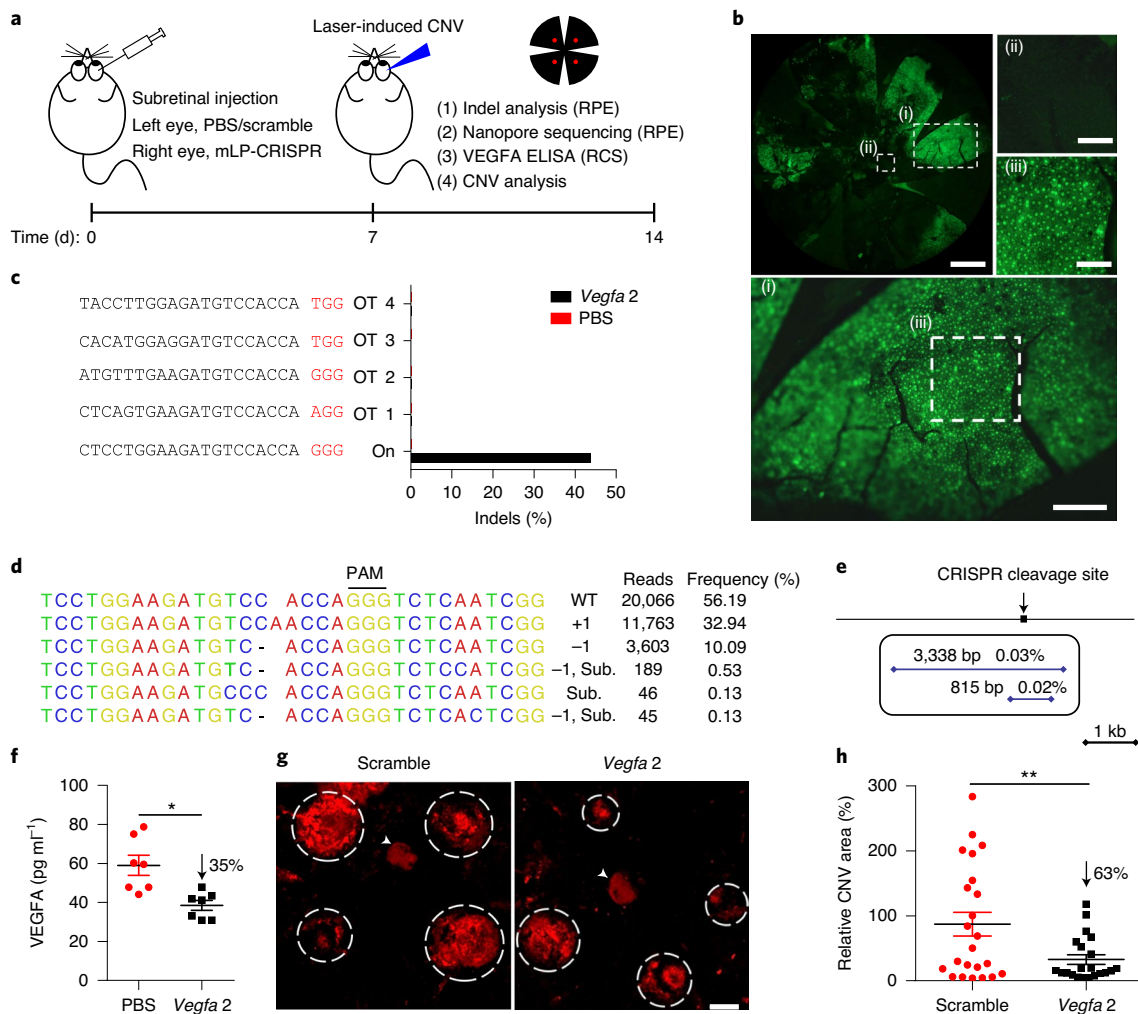 a
Laser-induced CNV
Subretinal injection
Left eye, PBS/scramble
Right eye, mLP-CRISPR
(1) Indel analysis (RPE)
(2) Nanopore sequencing (RPE)
(3) VEGFA ELISA (RCS)
(4) CNV analysis
Time (d): 0 7 14
b
(i)
(ii)
(ii)
(iii)
(i)
(iii)
c
TACCTTGGAGATGTCCACCA TGG OT 4
CACATGGAGGATGTCCACCA TGG OT 3
ATGTTTGAAGATGTCCACCA GGG OT 2
CTCAGTGAAGATGTCCACCA AGG OT 1
CTCCTGGAAGATGTCCACCA GGG On
Vegfa 2
PBS
0 10 20 30 40 50
Indels (%)
d
PAM Reads Frequency (%)
TCCTGGAAGATGTCC ACCAGGGTCTCAATCGG WT 20,066 56.19
TCCTGGAAGATGTCCAACCAGGGTCTCAATCGG +1 11,763 32.94
TCCTGGAAGATGTC- ACCAGGGTCTCAATCGG −1 3,603 10.09
TCCTGGAAGATGTC- ACCAGGGTCTCCATCGG −1, Sub. 189 0.53
TCCTGGAAGATGCCC ACCAGGGTCTCAATCGG Sub. 46 0.13
TCCTGGAAGATGTC- ACCAGGGTCTCACTCGG −1, Sub. 45 0.13
e
CRISPR cleavage site
3,338 bp 0.03%
815 bp 0.02%
1 kb
f
VEGFA (pg ml−1)
100
80
60
40
20
0
*
35%
PBS Vegfa 2
g
Scramble Vegfa 2
h
Relative CNV area (%)
300
200
100
0
**
63%
Scramble Vegfa 2